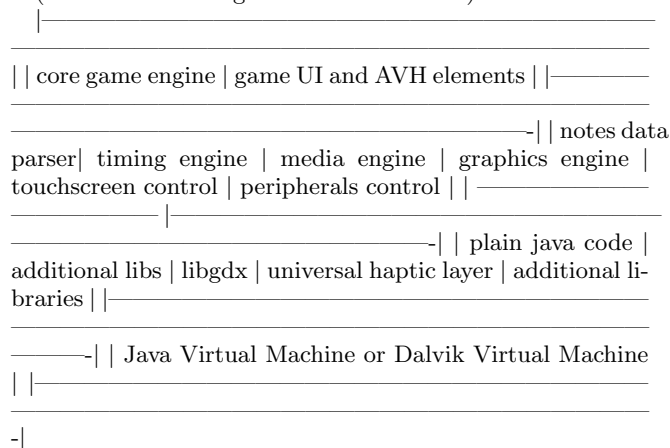 |————————————————————————
—————————————————————————
| | core game engine | game UI and AVH elements | |————
—————————————————————————
————————————————————-| | notes data
parser| timing engine | media engine | graphics engine |
touchscreen control | peripherals control | | ———————
—————— |———————————————————
————————————————-| | plain java code |
additional libs | libgdx | universal haptic layer | additional li-
braries | |—————————————————————
—————————————————————————
———-| | Java Virtual Machine or Dalvik Virtual Machine
| |————————————————————————
—————————————————————————
-|